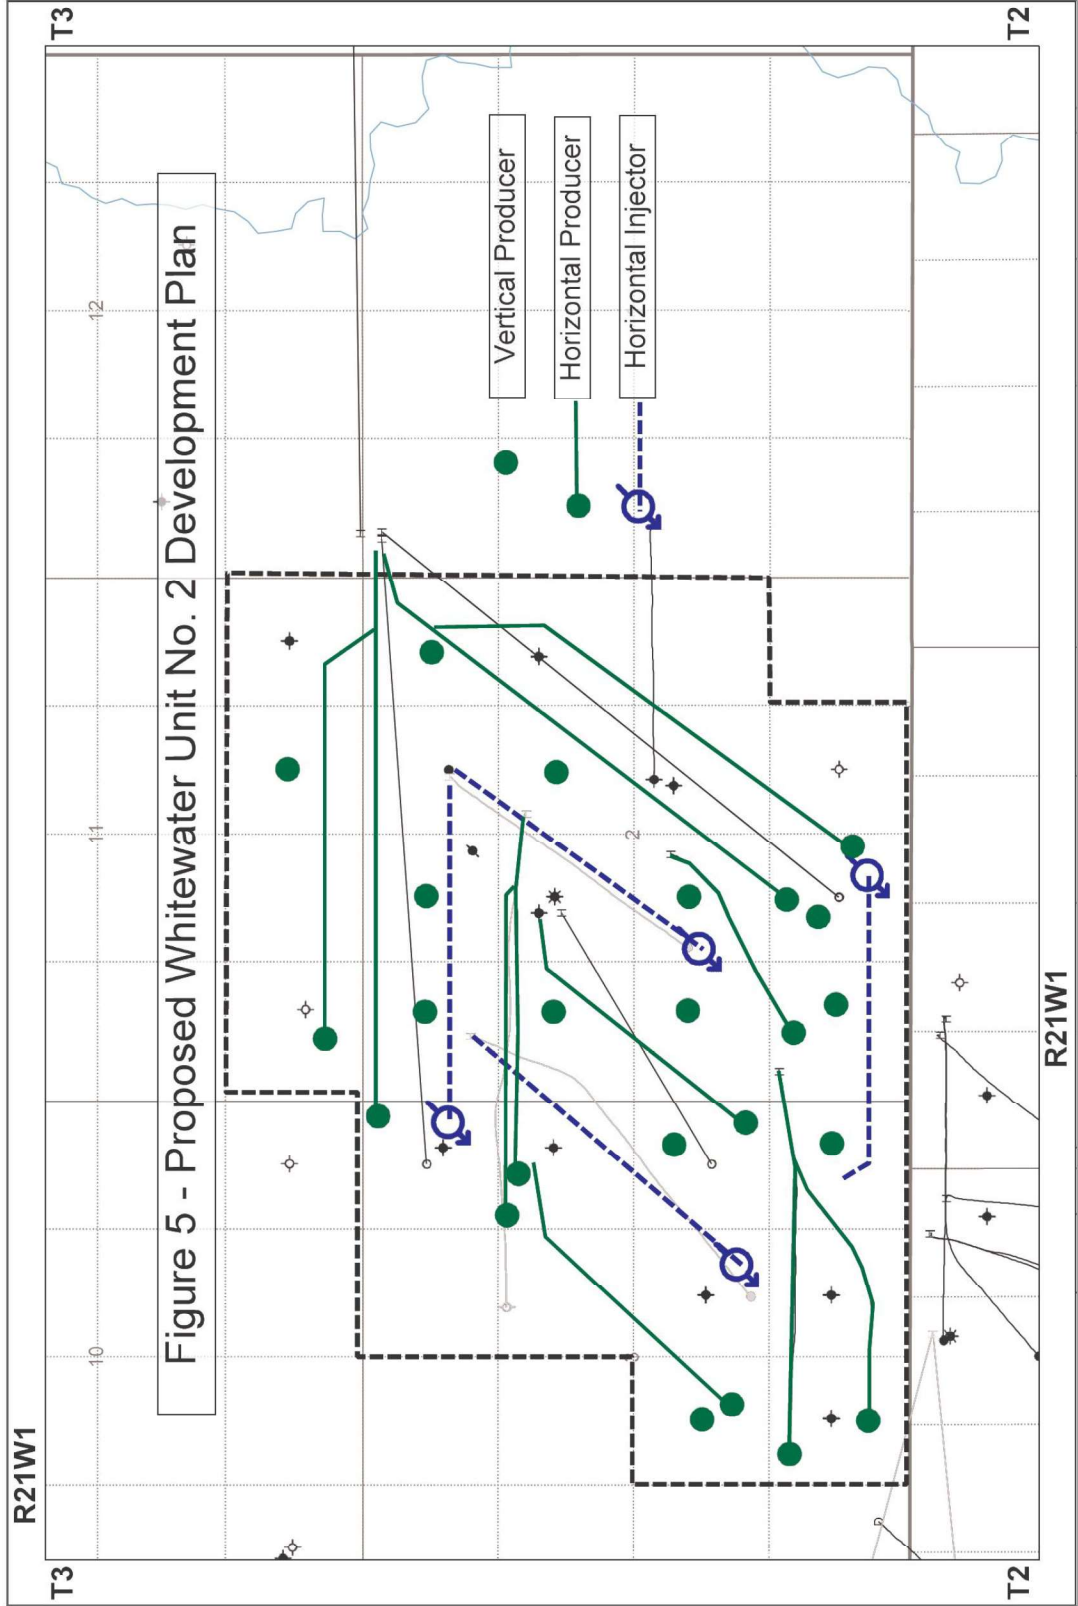 R21W1
T3
T3
Figure 5 - Proposed Whitewater Unit No. 2 Development Plan
10
11
12
Vertical Producer
Horizontal Producer
Horizontal Injector
2
T2
T2
R21W1